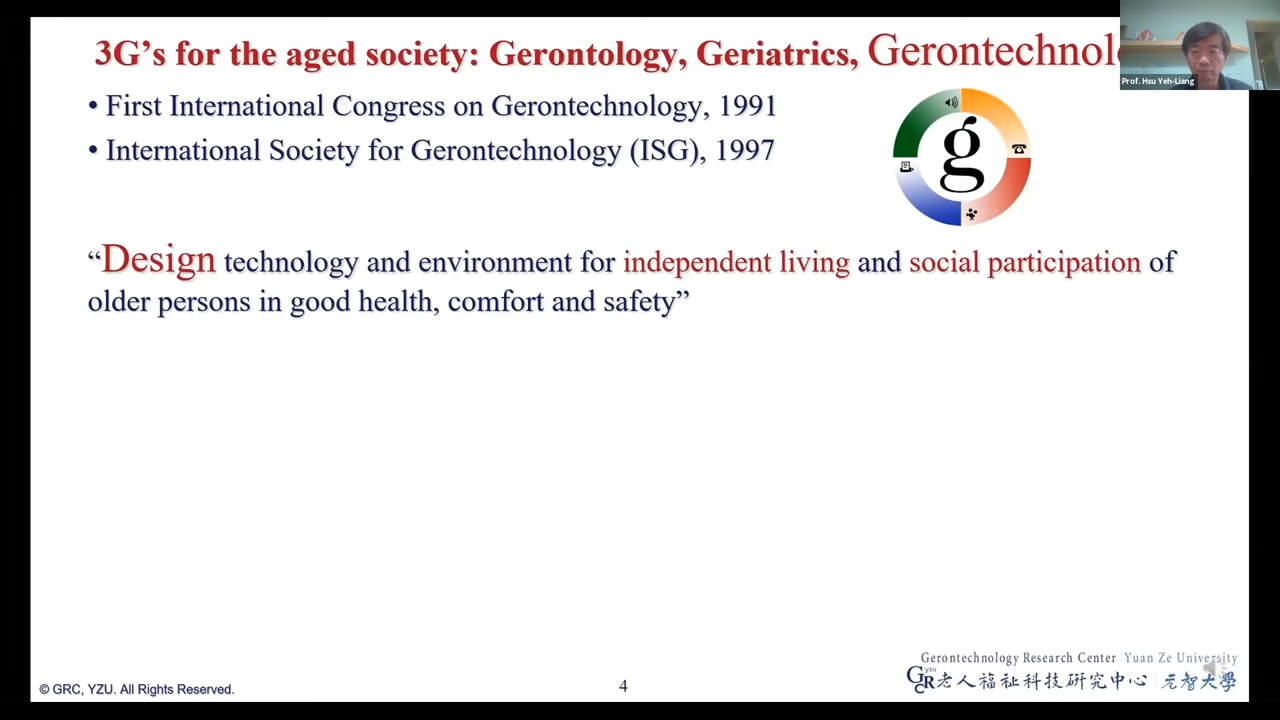 3G’s for the aged society: Gerontology, Geriatrics, Gerontechnolo
Prof. Hsu Yeh-Liang
• First International Congress on Gerontechnology, 1991
• International Society for Gerontechnology (ISG), 1997
g
“Design technology and environment for independent living and social participation of
older persons in good health, comfort and safety”
Gerontechnology Research Center Yuan Ze University
GRC yzu 老人福祉科技研究中心 元智大學
© GRC, YZU. All Rights Reserved.
4